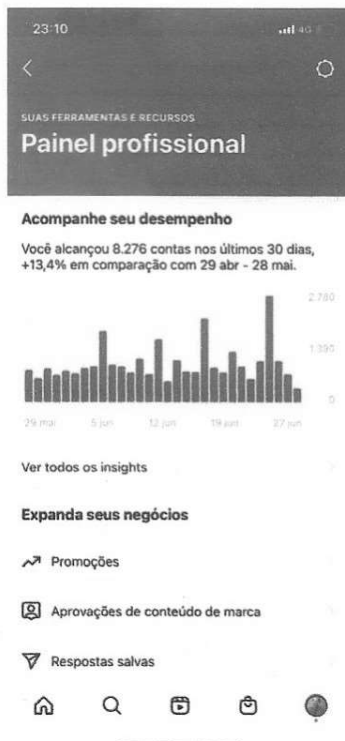 23:10
4G
SUAS FERRAMENTAS E RECURSOS
Painel profissional
Acompanhe seu desempenho
Você alcançou 8.276 contas nos últimos 30 dias,
+13,4% em comparação com 29 abr - 28 mai.
2.780
1.390
0
29 mai 5 jun 12 jun 19 jun 27 jun
Ver todos os insights
Expanda seus negócios
Promoções
Aprovações de conteúdo de marca
Respostas salvas